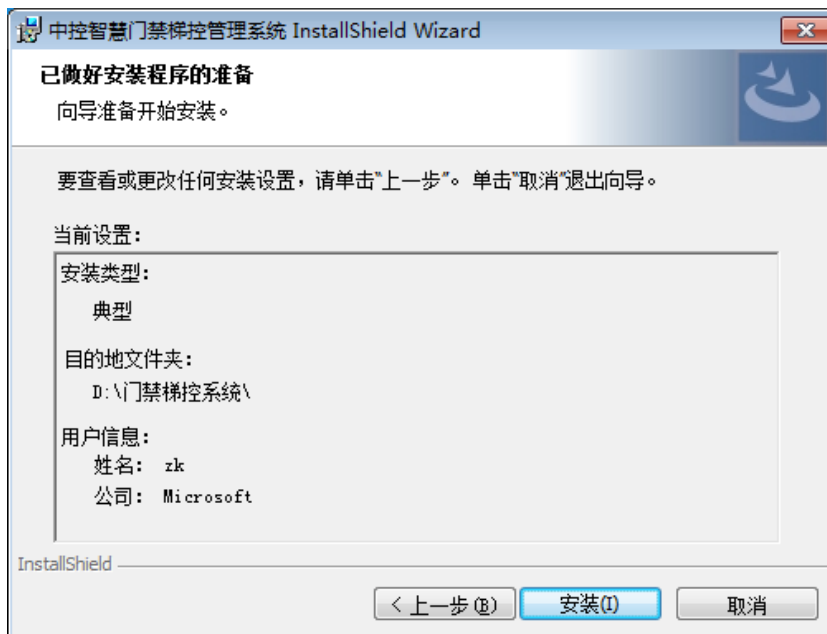 中控智慧门禁梯控管理系统 InstallShield Wizard
已做好安装程序的准备
向导准备开始安装。
要查看或更改任何安装设置，请单击“上一步”。 单击“取消”退出向导。
当前设置:
安装类型:
典型
目的地文件夹:
D:\门禁梯控系统\
用户信息:
姓名: zk
公司: Microsoft
InstallShield
< 上一步(B)
安装(I)
取消